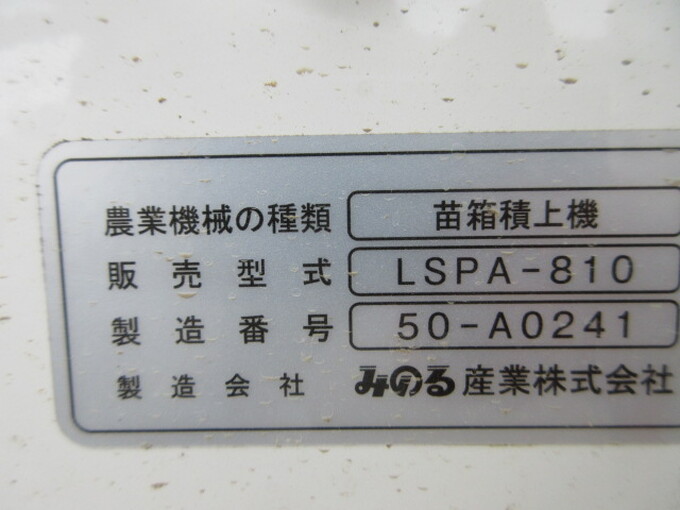 農業機械の種類 苗箱積上機
販売型式 LSPA-810
製造番号 50-A0241
製造会社 みのる産業株式会社